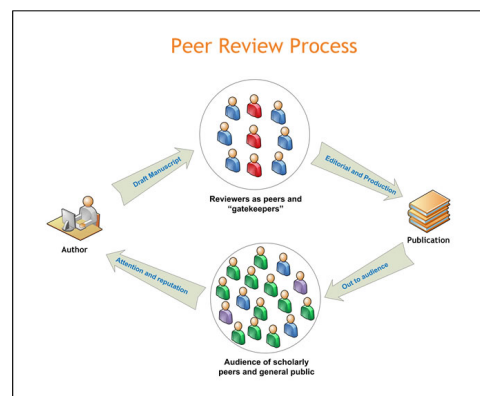 Peer Review Process
Draft Manuscript
Editorial and Production
Reviewers as peers and
"gatekeepers"
Author
Publication
Attention and reputation
Out to audience
Audience of scholarly
peers and general public